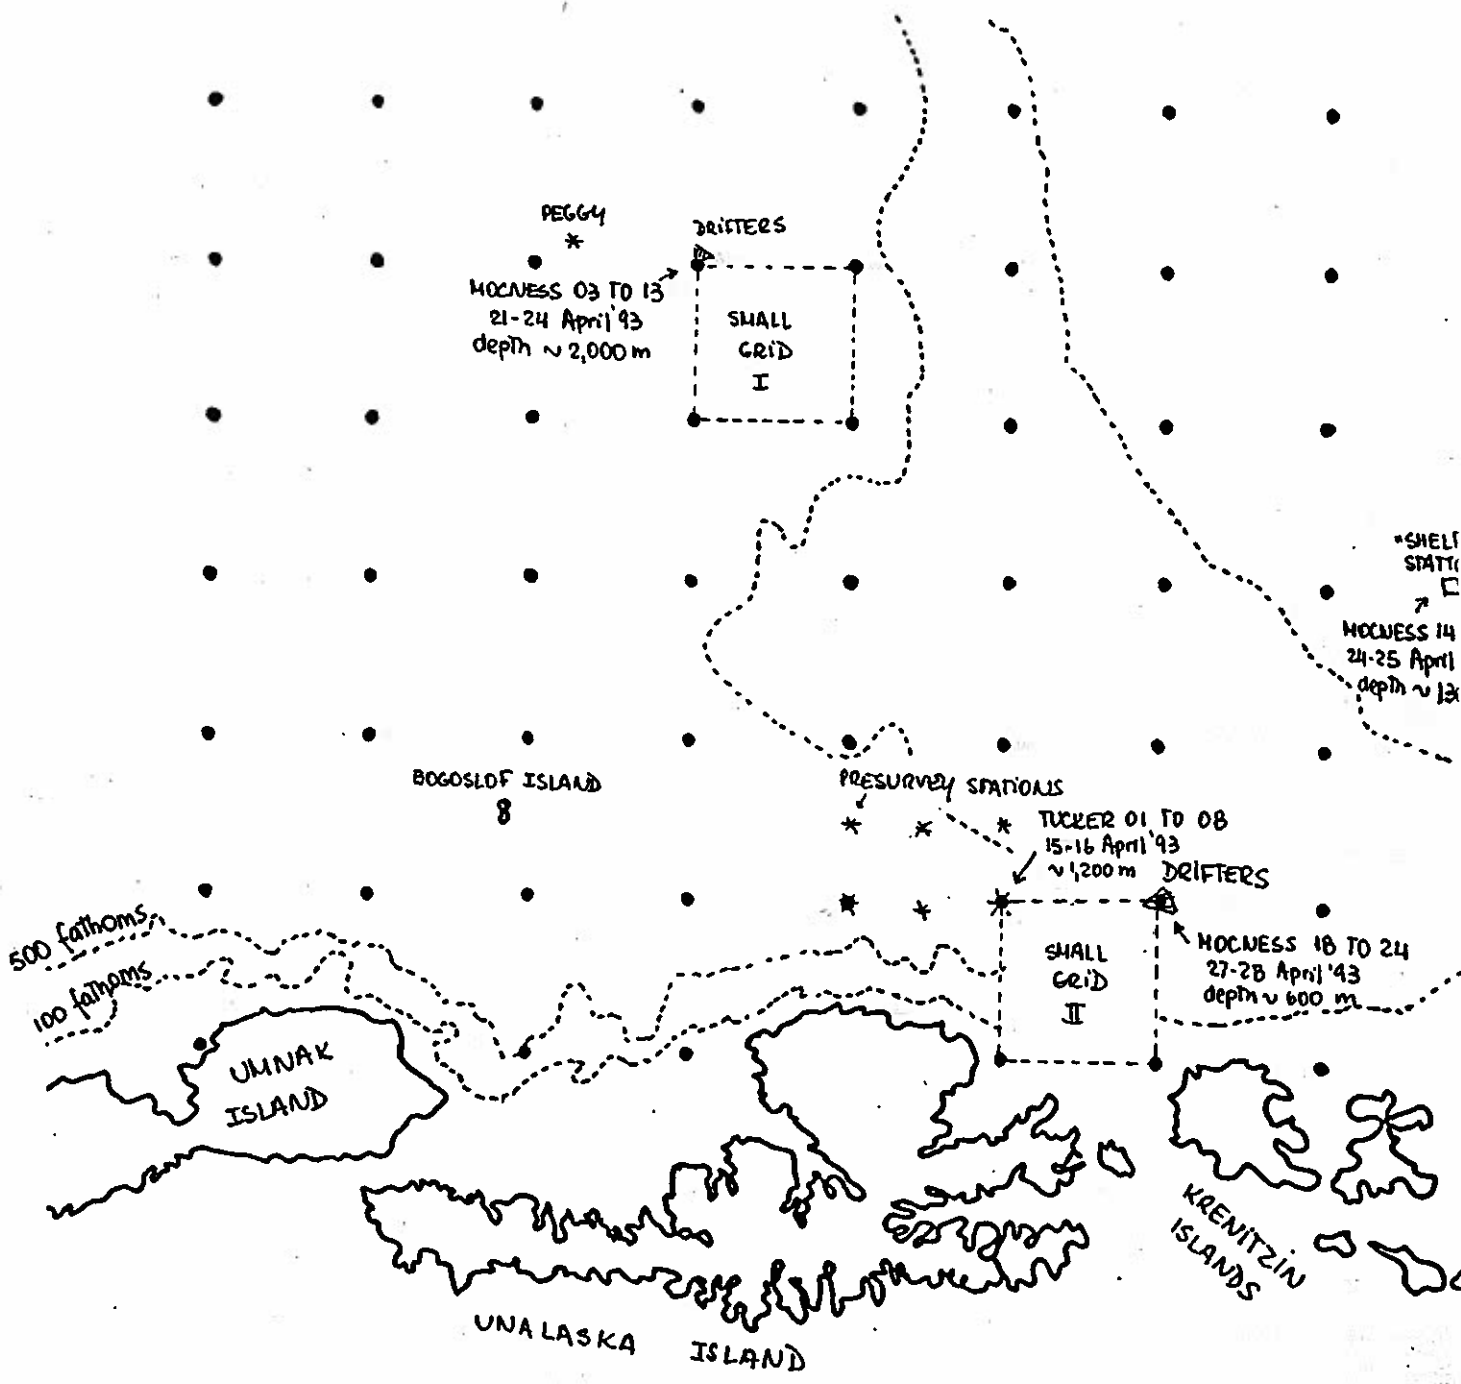 PEGGY
DRIFTERS
MOCNESS 03 TO 13
21-24 April '93
depth ~ 2,000 m
SMALL
GRID
I
MOCNESS 14
24-25 April
depth ~
BOGOSLOF ISLAND
PRESURVEY STATIONS
TUCKER 01 TO 08
15-16 April '93
~ 1,200 m
DRIFTERS
500 fathoms
100 fathoms
SMALL
GRID
II
MOCNESS 18 TO 24
27-28 April '93
depth ~ 600 m
UMNAK
ISLAND
KRENITZIN
ISLANDS
UNALASKA ISLAND